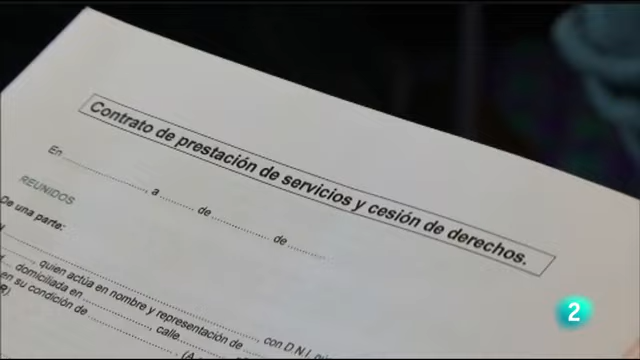 Contrato de prestación de servicios y cesión de derechos.
En ........................, a ............ de .................... de ............
REUNIDOS
De una parte:
quien actúa en nombre y representación de ........................ con D.N.I.
domiciliada en ........................, calle
en su condición de ........................
2